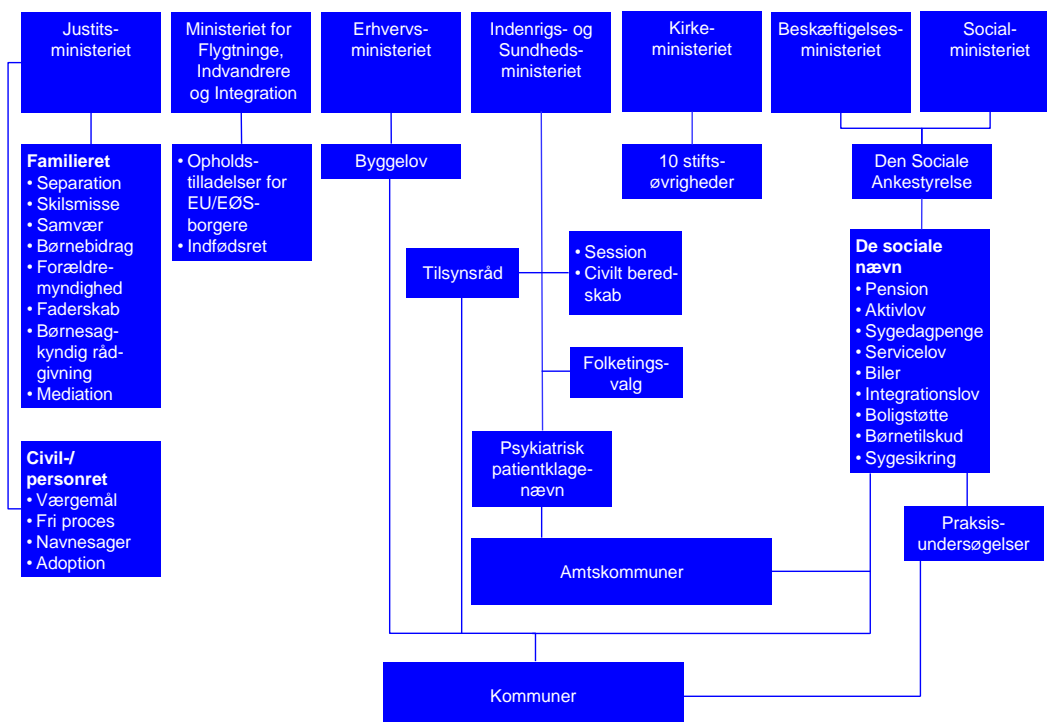 Justits-
ministeriet
Ministeriet for
Flygtninge,
Indvandrere
og Integration
Erhvervs-
ministeriet
Indenrigs- og
Sundheds-
ministeriet
Kirke-
ministeriet
Beskæftigelses-
ministeriet
Social-
ministeriet
Familieret
• Separation
• Skilsmisse
• Samvær
• Børnebidrag
• Forældre-
myndighed
• Faderskab
• Børnesag-
kyndig råd-
givning
• Mediation
• Opholds-
tilladelser for
EU/EØS-
borgere
• Indfødsret
Byggelov
10 stifts-
øvrigheder
Den Sociale
Ankestyrelse
Tilsynsråd
• Session
• Civilt bered-
skab
De sociale
nævn
• Pension
• Aktivlov
• Sygedagpenge
• Servicelov
• Biler
• Integrationslov
• Boligstøtte
• Børnetilskud
• Sygesikring
Folketings-
valg
Civil-/
personret
• Værgemål
• Fri proces
• Navnesager
• Adoption
Psykiatrisk
patientklage-
nævn
Praksis-
undersøgelser
Amtskommuner
Kommuner